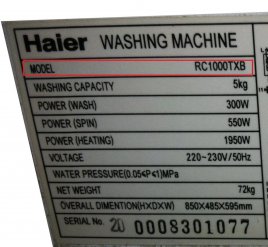 Haier WASHING MACHINE
MODEL RC1000TXB
WASHING CAPACITY 5kg
POWER (WASH) 300W
POWER (SPIN) 550W
POWER (HEATING) 1950W
VOLTAGE 220~230V/50Hz
WATER PRESSURE(0.05≤P≤1)MPa
NET WEIGHT 72kg
OVERALL DIMENTION(H×D×W) 850×485×595mm
SERIAL No. 20 0008301077